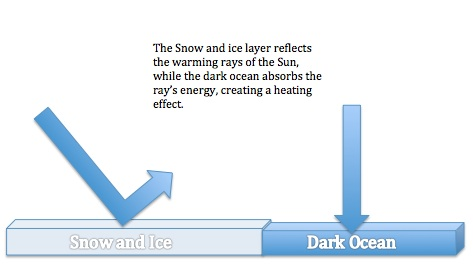 The Snow and ice layer reflects
the warming rays of the Sun,
while the dark ocean absorbs the
ray's energy, creating a heating
effect.
Snow and Ice
Dark Ocean